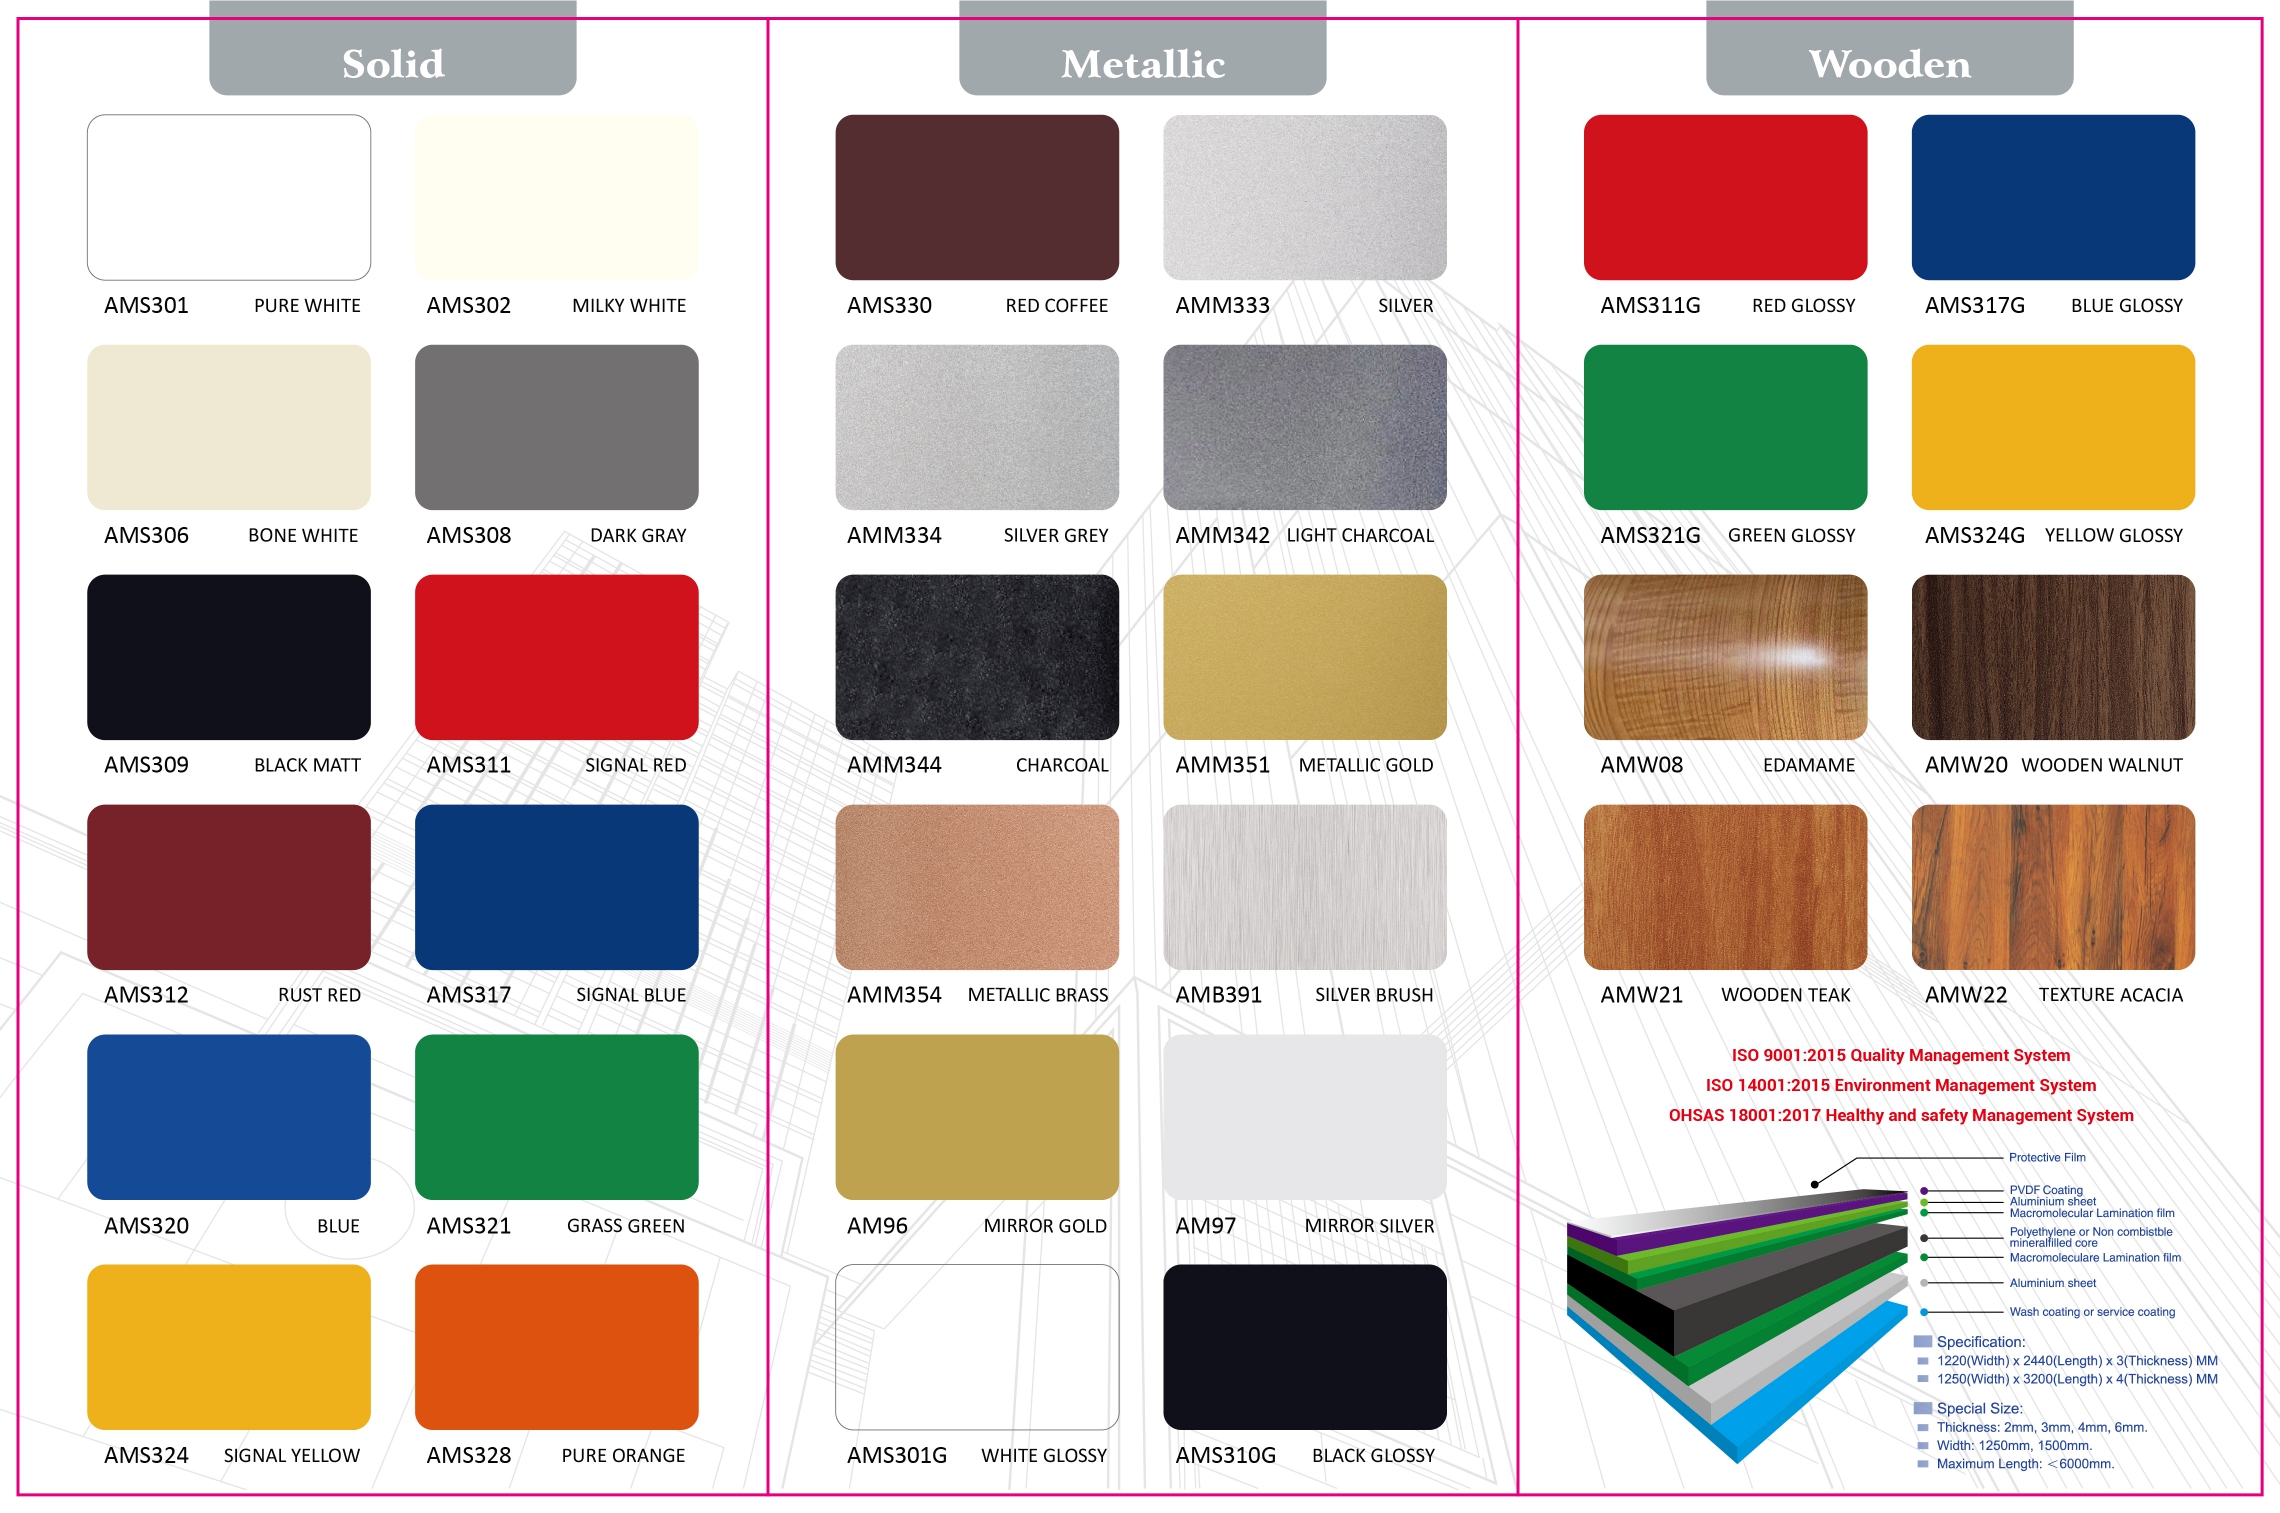 Solid
AMS301 PURE WHITE
AMS302 MILKY WHITE
AMS306 BONE WHITE
AMS308 DARK GRAY
AMS309 BLACK MATT
AMS311 SIGNAL RED
AMS312 RUST RED
AMS317 SIGNAL BLUE
AMS320 BLUE
AMS321 GRASS GREEN
AMS324 SIGNAL YELLOW
AMS328 PURE ORANGE
Metallic
AMS330 RED COFFEE
AMM333 SILVER
AMM334 SILVER GREY
AMM342 LIGHT CHARCOAL
AMM344 CHARCOAL
AMM351 METALLIC GOLD
AMM354 METALLIC BRASS
AMB391 SILVER BRUSH
AM96 MIRROR GOLD
AM97 MIRROR SILVER
AMS301G WHITE GLOSSY
AMS310G BLACK GLOSSY
Wooden
AMS311G RED GLOSSY
AMS317G BLUE GLOSSY
AMS321G GREEN GLOSSY
AMS324G YELLOW GLOSSY
AMW08 EDAMAME
AMW20 WOODEN WALNUT
AMW21 WOODEN TEAK
AMW22 TEXTURE ACACIA
ISO 9001:2015 Quality Management System
ISO 14001:2015 Environment Management System
OHSAS 18001:2017 Healthy and safety Management System
Protective Film
PVDF Coating
Aluminium sheet
Macromolecular Lamination film
Polyethylene or Non combistble
mineralfilled core
Macromoleculare Lamination film
Aluminium sheet
Wash coating or service coating
Specification:
1220(Width) x 2440(Length) x 3(Thickness) MM
1250(Width) x 3200(Length) x 4(Thickness) MM
Special Size:
Thickness: 2mm, 3mm, 4mm, 6mm.
Width: 1250mm, 1500mm.
Maximum Length: <6000mm.